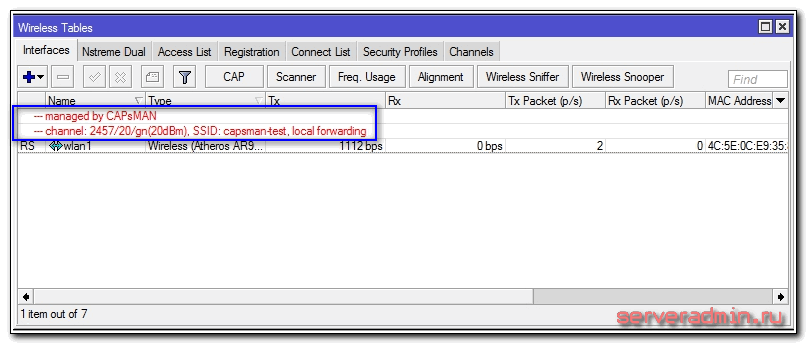 Wireless Tables
Interfaces Nstreme Dual Access List Registration Connect List Security Profiles Channels
CAP Scanner Freq. Usage Alignment Wireless Sniffer Wireless Snooper Find
Name Type Tx Rx Tx Packet (p/s) Rx Packet (p/s) MAC Address
--- managed by CAPsMAN
--- channel: 2457/20/gn(20dBm), SSID: capsman-test, local forwarding
RS wlan1 Wireless (Atheros AR9... 1112 bps 0 bps 2 0 4C:5E:0C:E9:35:
1 item out of 7
serveradmin.ru